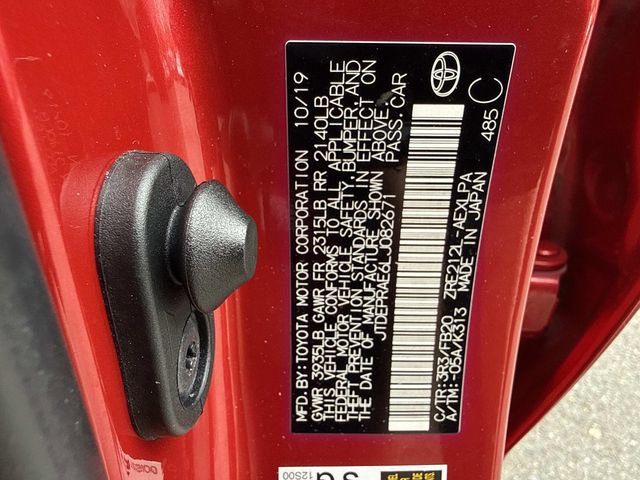 MFD.BY:TOYOTA MOTOR CORPORATION 10/19
GVWR 3935LB GAWR FR 2315LB RR 2140LB
THIS VEHICLE CONFORMS TO ALL APPLICABLE
FEDERAL MOTOR VEHICLE SAFETY,BUMPER,AND
THEFT PREVENTION STANDARDS IN EFFECT ON
THE DATE OF MANUFACTURE SHOWN ABOVE.
JTDEPRAE6LJ082671 PASS.CAR
C/TR:3R3/FB20 ZRE212L-AEXLPA
A/TM:-05A/K313 MADE IN JAPAN
485 C
12S00